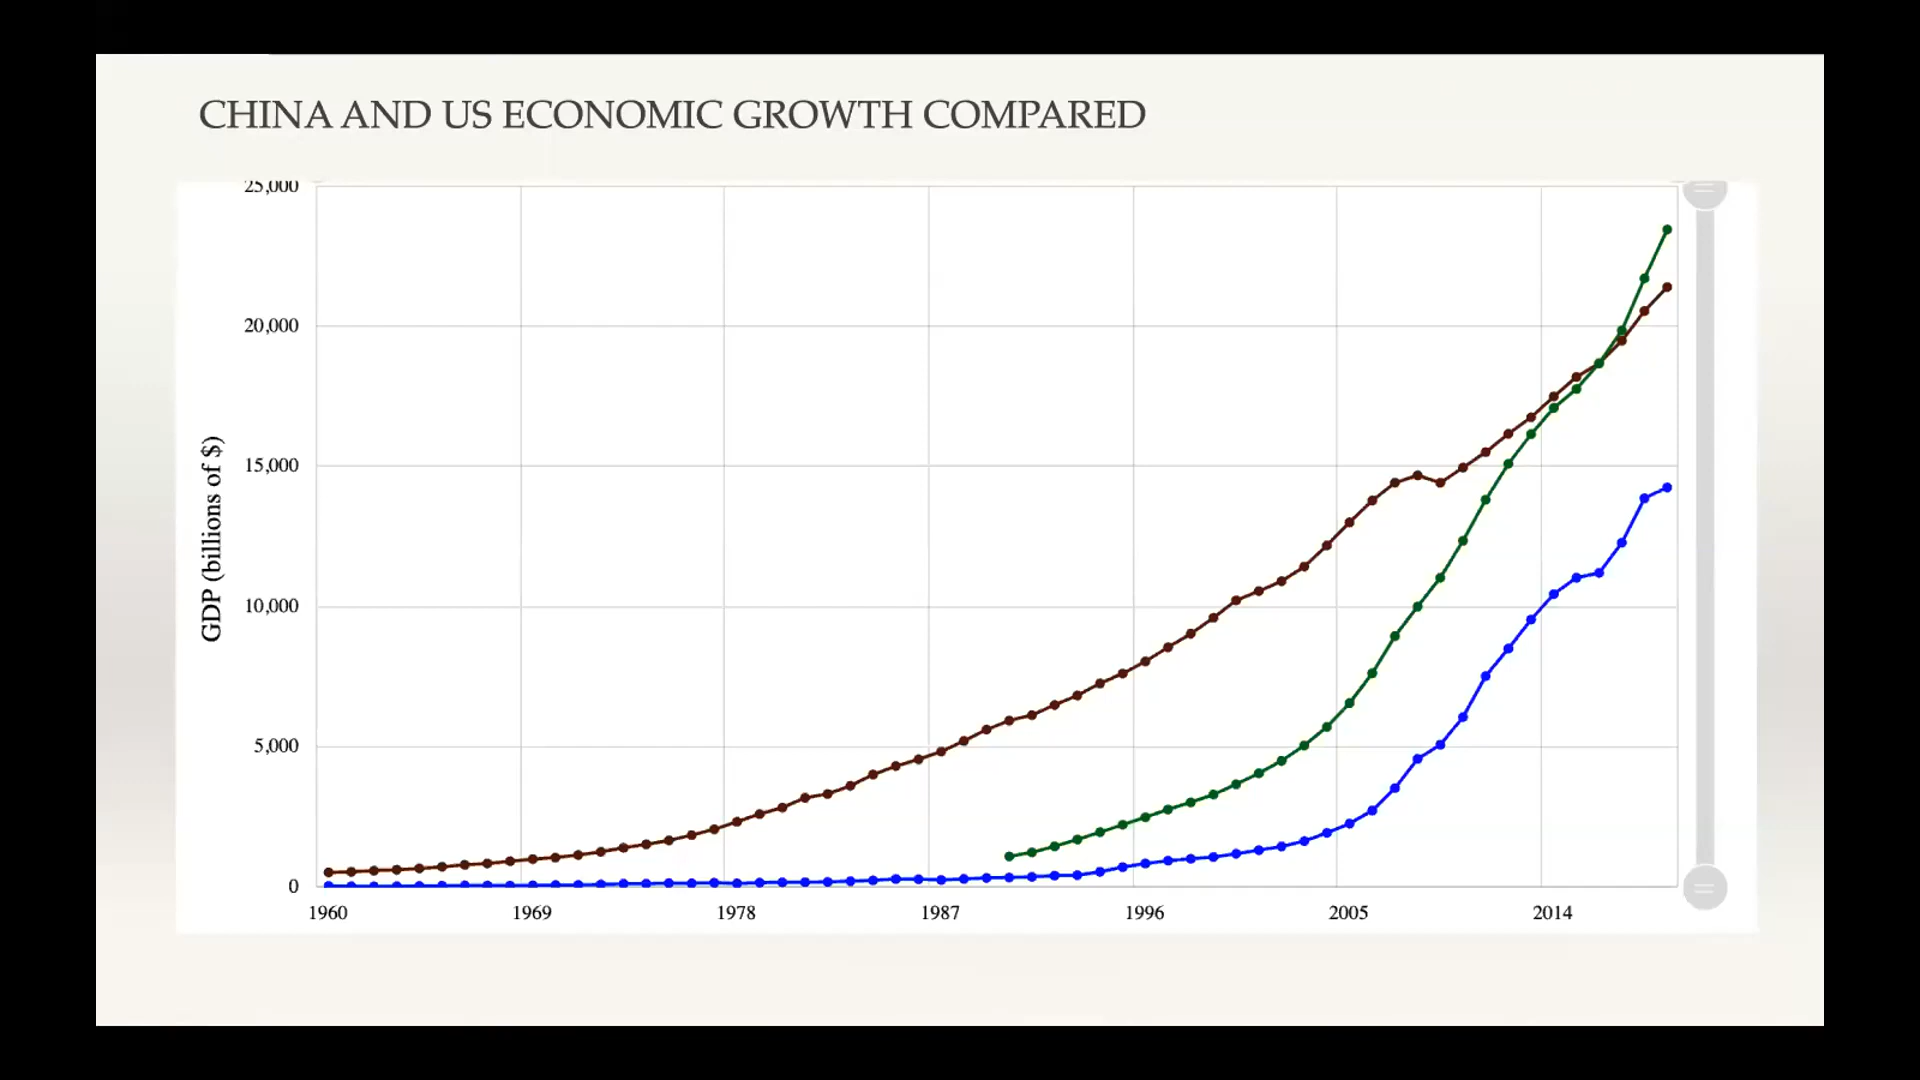 CHINA AND US ECONOMIC GROWTH COMPARED
25,000
20,000
15,000
10,000
5,000
0
GDP (billions of $)
1960 1969 1978 1987 1996 2005 2014